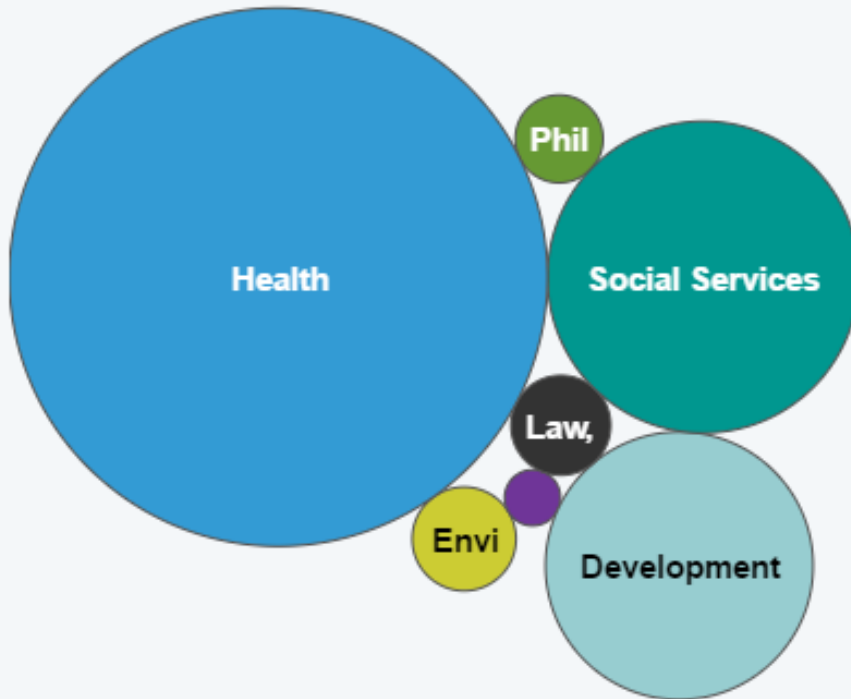 Phil
Health
Social Services
Law,
Envi
Development